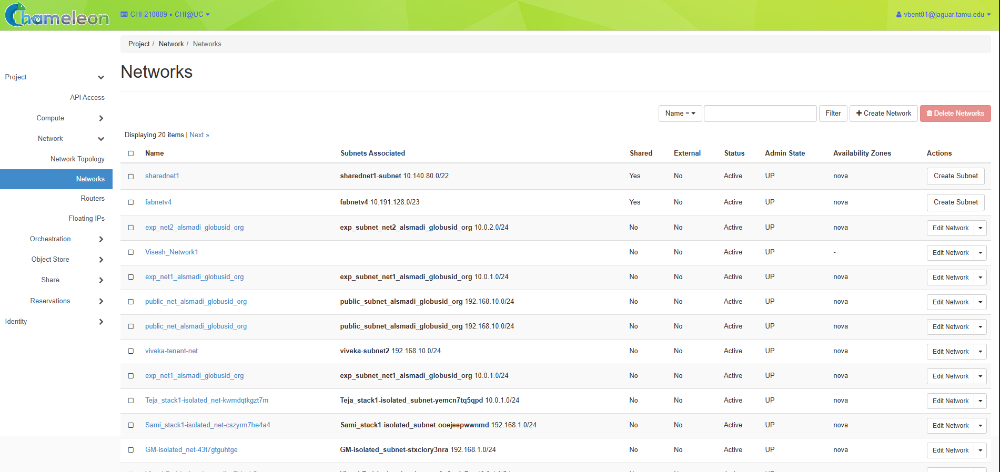 Chameleon CHI-210889 • CHI@UC vbent01@jaguar.tamu.edu
Project / Network / Networks
Networks
Project
API Access
Compute
Network
Network Topology
Networks
Routers
Floating IPs
Orchestration
Object Store
Share
Reservations
Identity
Name = Filter Create Network Delete Networks
Displaying 20 items | Next »
Name Subnets Associated Shared External Status Admin State Availability Zones Actions
sharednet1 sharednet1-subnet 10.140.80.0/22 Yes No Active UP nova Create Subnet
fabnetv4 fabnetv4 10.191.128.0/23 Yes No Active UP nova Create Subnet
exp_net2_alsmadi_globusid_org exp_subnet_net2_alsmadi_globusid_org 10.0.2.0/24 No No Active UP nova Edit Network
Visesh_Network1 No No Active UP - Edit Network
exp_net1_alsmadi_globusid_org exp_subnet_net1_alsmadi_globusid_org 10.0.1.0/24 No No Active UP nova Edit Network
public_net_alsmadi_globusid_org public_subnet_alsmadi_globusid_org 192.168.10.0/24 No No Active UP nova Edit Network
public_net_alsmadi_globusid_org public_subnet_alsmadi_globusid_org 192.168.10.0/24 No No Active UP nova Edit Network
viveka-tenant-net viveka-subnet2 192.168.10.0/24 No No Active UP nova Edit Network
exp_net1_alsmadi_globusid_org exp_subnet_net1_alsmadi_globusid_org 10.0.1.0/24 No No Active UP nova Edit Network
Teja_stack1-isolated_net-kwmdqtkgzt7m Teja_stack1-isolated_subnet-yemcn7tq5qpd 10.0.1.0/24 No No Active UP nova Edit Network
Sami_stack1-isolated_net-cszyrm7he4a4 Sami_stack1-isolated_subnet-ooejeepwwnmd 192.168.1.0/24 No No Active UP nova Edit Network
GM-isolated_net-43t7gtguhtge GM-isolated_subnet-stxclory3nra 192.168.1.0/24 No No Active UP nova Edit Network